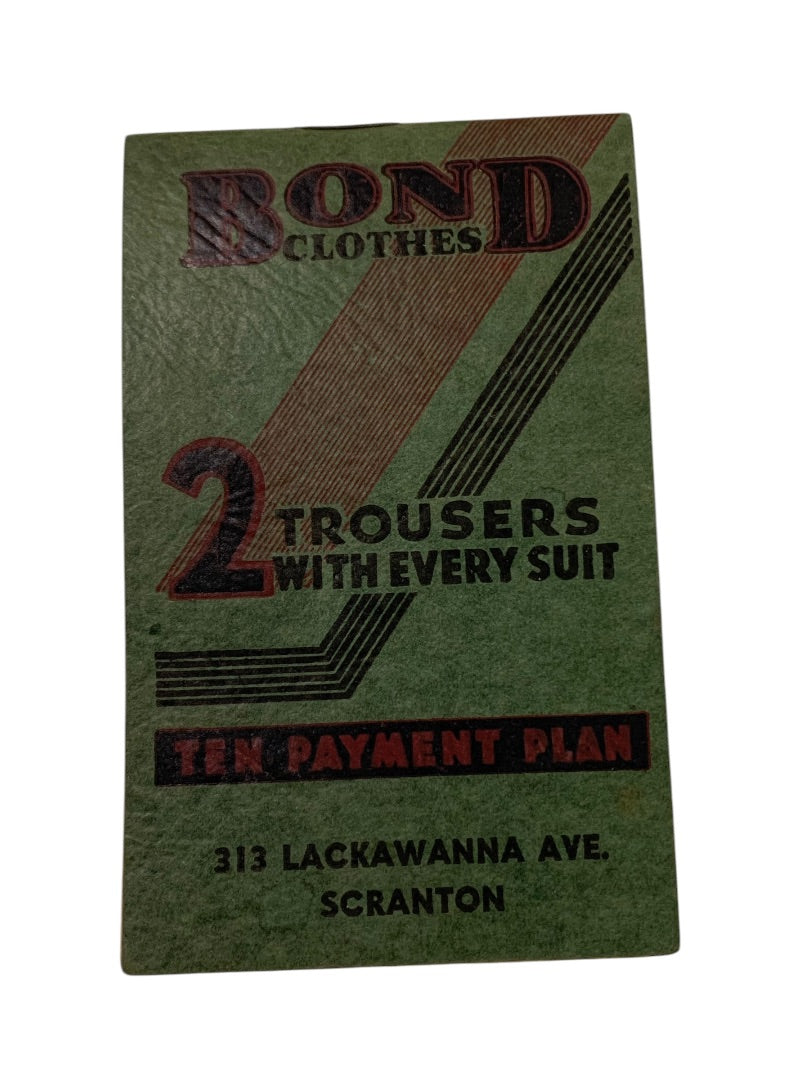 BOND
CLOTHES
2 TROUSERS
WITH EVERY SUIT
TEN PAYMENT PLAN
313 LACKAWANNA AVE.
SCRANTON